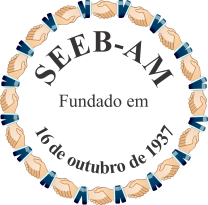 SEEB-AM
Fundado em
16 de outubro de 1937